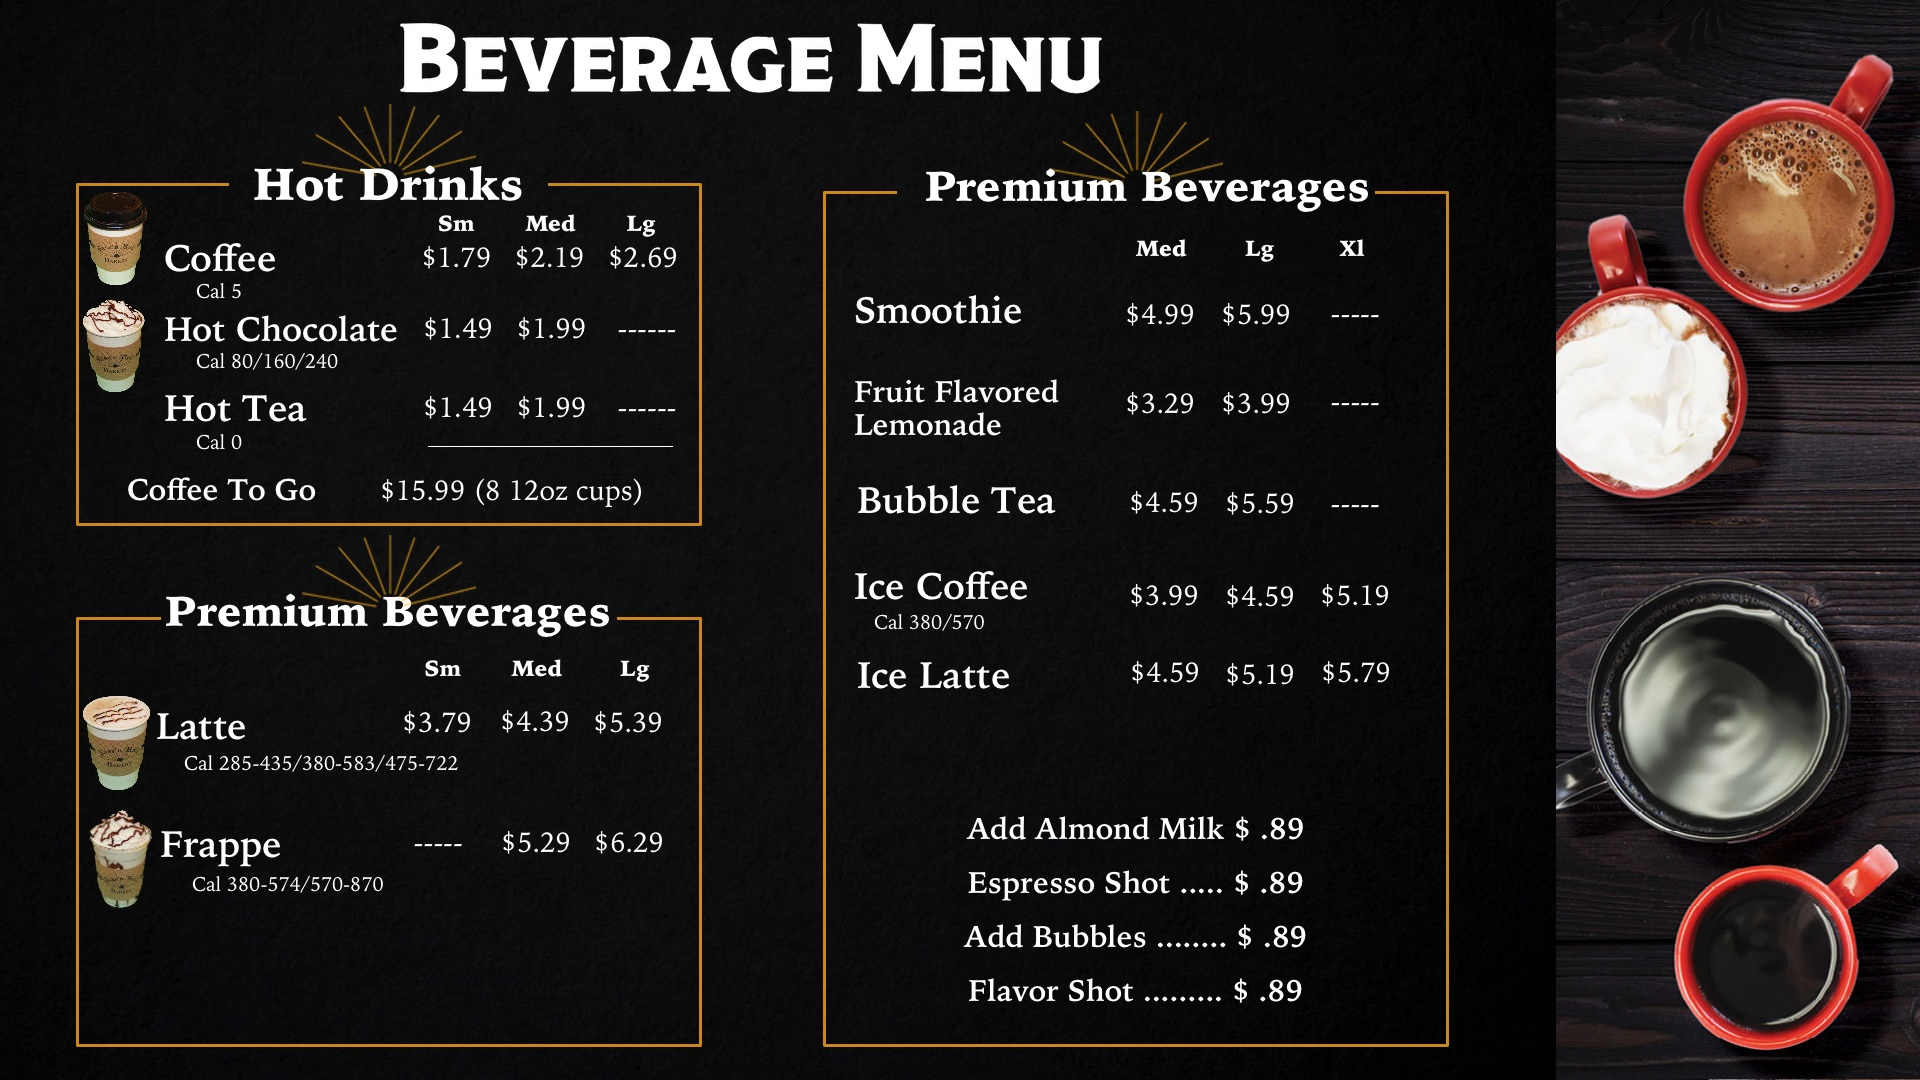 BEVERAGE MENU
Hot Drinks
Sm Med Lg
Coffee $1.79 $2.19 $2.69
Cal 5
Hot Chocolate $1.49 $1.99 ------
Cal 80/160/240
Hot Tea $1.49 $1.99 ------
Cal 0
Coffee To Go $15.99 (8 12oz cups)
Premium Beverages
Sm Med Lg
Latte $3.79 $4.39 $5.39
Cal 285-435/380-583/475-722
Frappe ----- $5.29 $6.29
Cal 380-574/570-870
Premium Beverages
Med Lg Xl
Smoothie $4.99 $5.99 -----
Fruit Flavored
Lemonade $3.29 $3.99 -----
Bubble Tea $4.59 $5.59 -----
Ice Coffee $3.99 $4.59 $5.19
Cal 380/570
Ice Latte $4.59 $5.19 $5.79
Add Almond Milk $ .89
Espresso Shot ..... $ .89
Add Bubbles ........ $ .89
Flavor Shot ......... $ .89